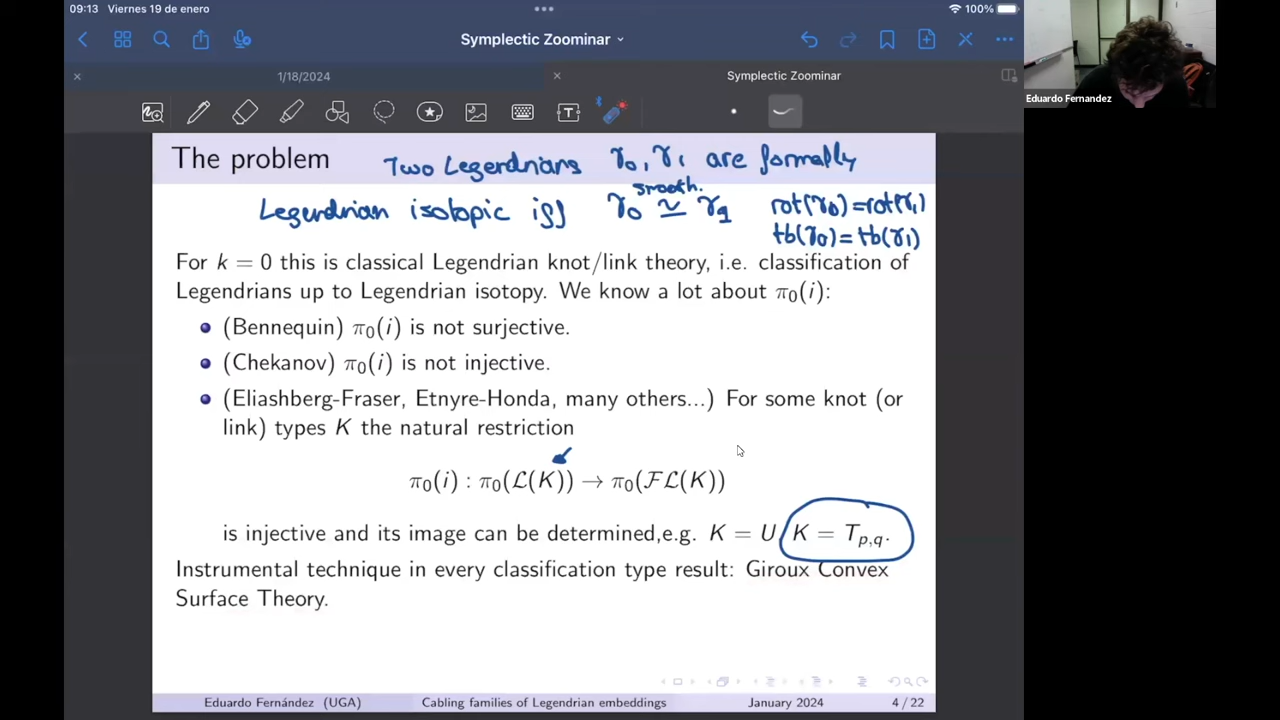 09:13 Viernes 19 de enero
100%
Symplectic Zoominar
1/18/2024
Symplectic Zoominar
Eduardo Fernandez
The problem
Two Legerdnians γ₀, γ₁ are formally
Legerdrian isotopic iff γ₀ ≃ γ₁ rot(γ₀)=rot(γ₁)
smooth.
tb(γ₀)=tb(γ₁)
For k = 0 this is classical Legendrian knot/link theory, i.e. classification of
Legendrians up to Legendrian isotopy. We know a lot about π₀(i):
(Bennequin) π₀(i) is not surjective.
(Chekanov) π₀(i) is not injective.
(Eliashberg-Fraser, Etnyre-Honda, many others...) For some knot (or
link) types K the natural restriction
π₀(i) : π₀(ℒ(K)) → π₀(ℱℒ(K))
is injective and its image can be determined,e.g. K = U K = T_{p,q}.
Instrumental technique in every classification type result: Giroux Convex
Surface Theory.
Eduardo Fernández (UGA) Cabling families of Legendrian embeddings January 2024 4 / 22